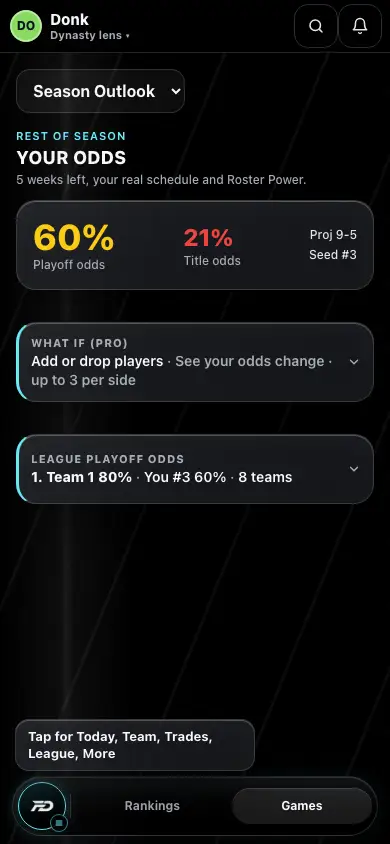 DO
Donk
Dynasty lens ▾
Season Outlook
REST OF SEASON
YOUR ODDS
5 weeks left, your real schedule and Roster Power.
60%
Playoff odds
21%
Title odds
Proj 9-5
Seed #3
WHAT IF (PRO)
Add or drop players · See your odds change ·
up to 3 per side
LEAGUE PLAYOFF ODDS
1. Team 1 80% · You #3 60% · 8 teams
Tap for Today, Team, Trades,
League, More
FD
Rankings
Games